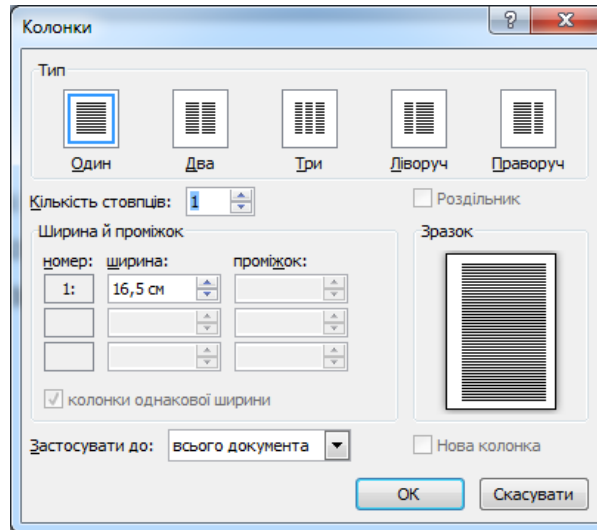 Колонки
Тип
Один Два Три Ліворуч Праворуч
Кількість стовпців: 1 Роздільник
Ширина й проміжок Зразок
номер: ширина: проміжок:
1: 16,5 см
колонки однакової ширини
Застосувати до: всього документа Нова колонка
ОК Скасувати